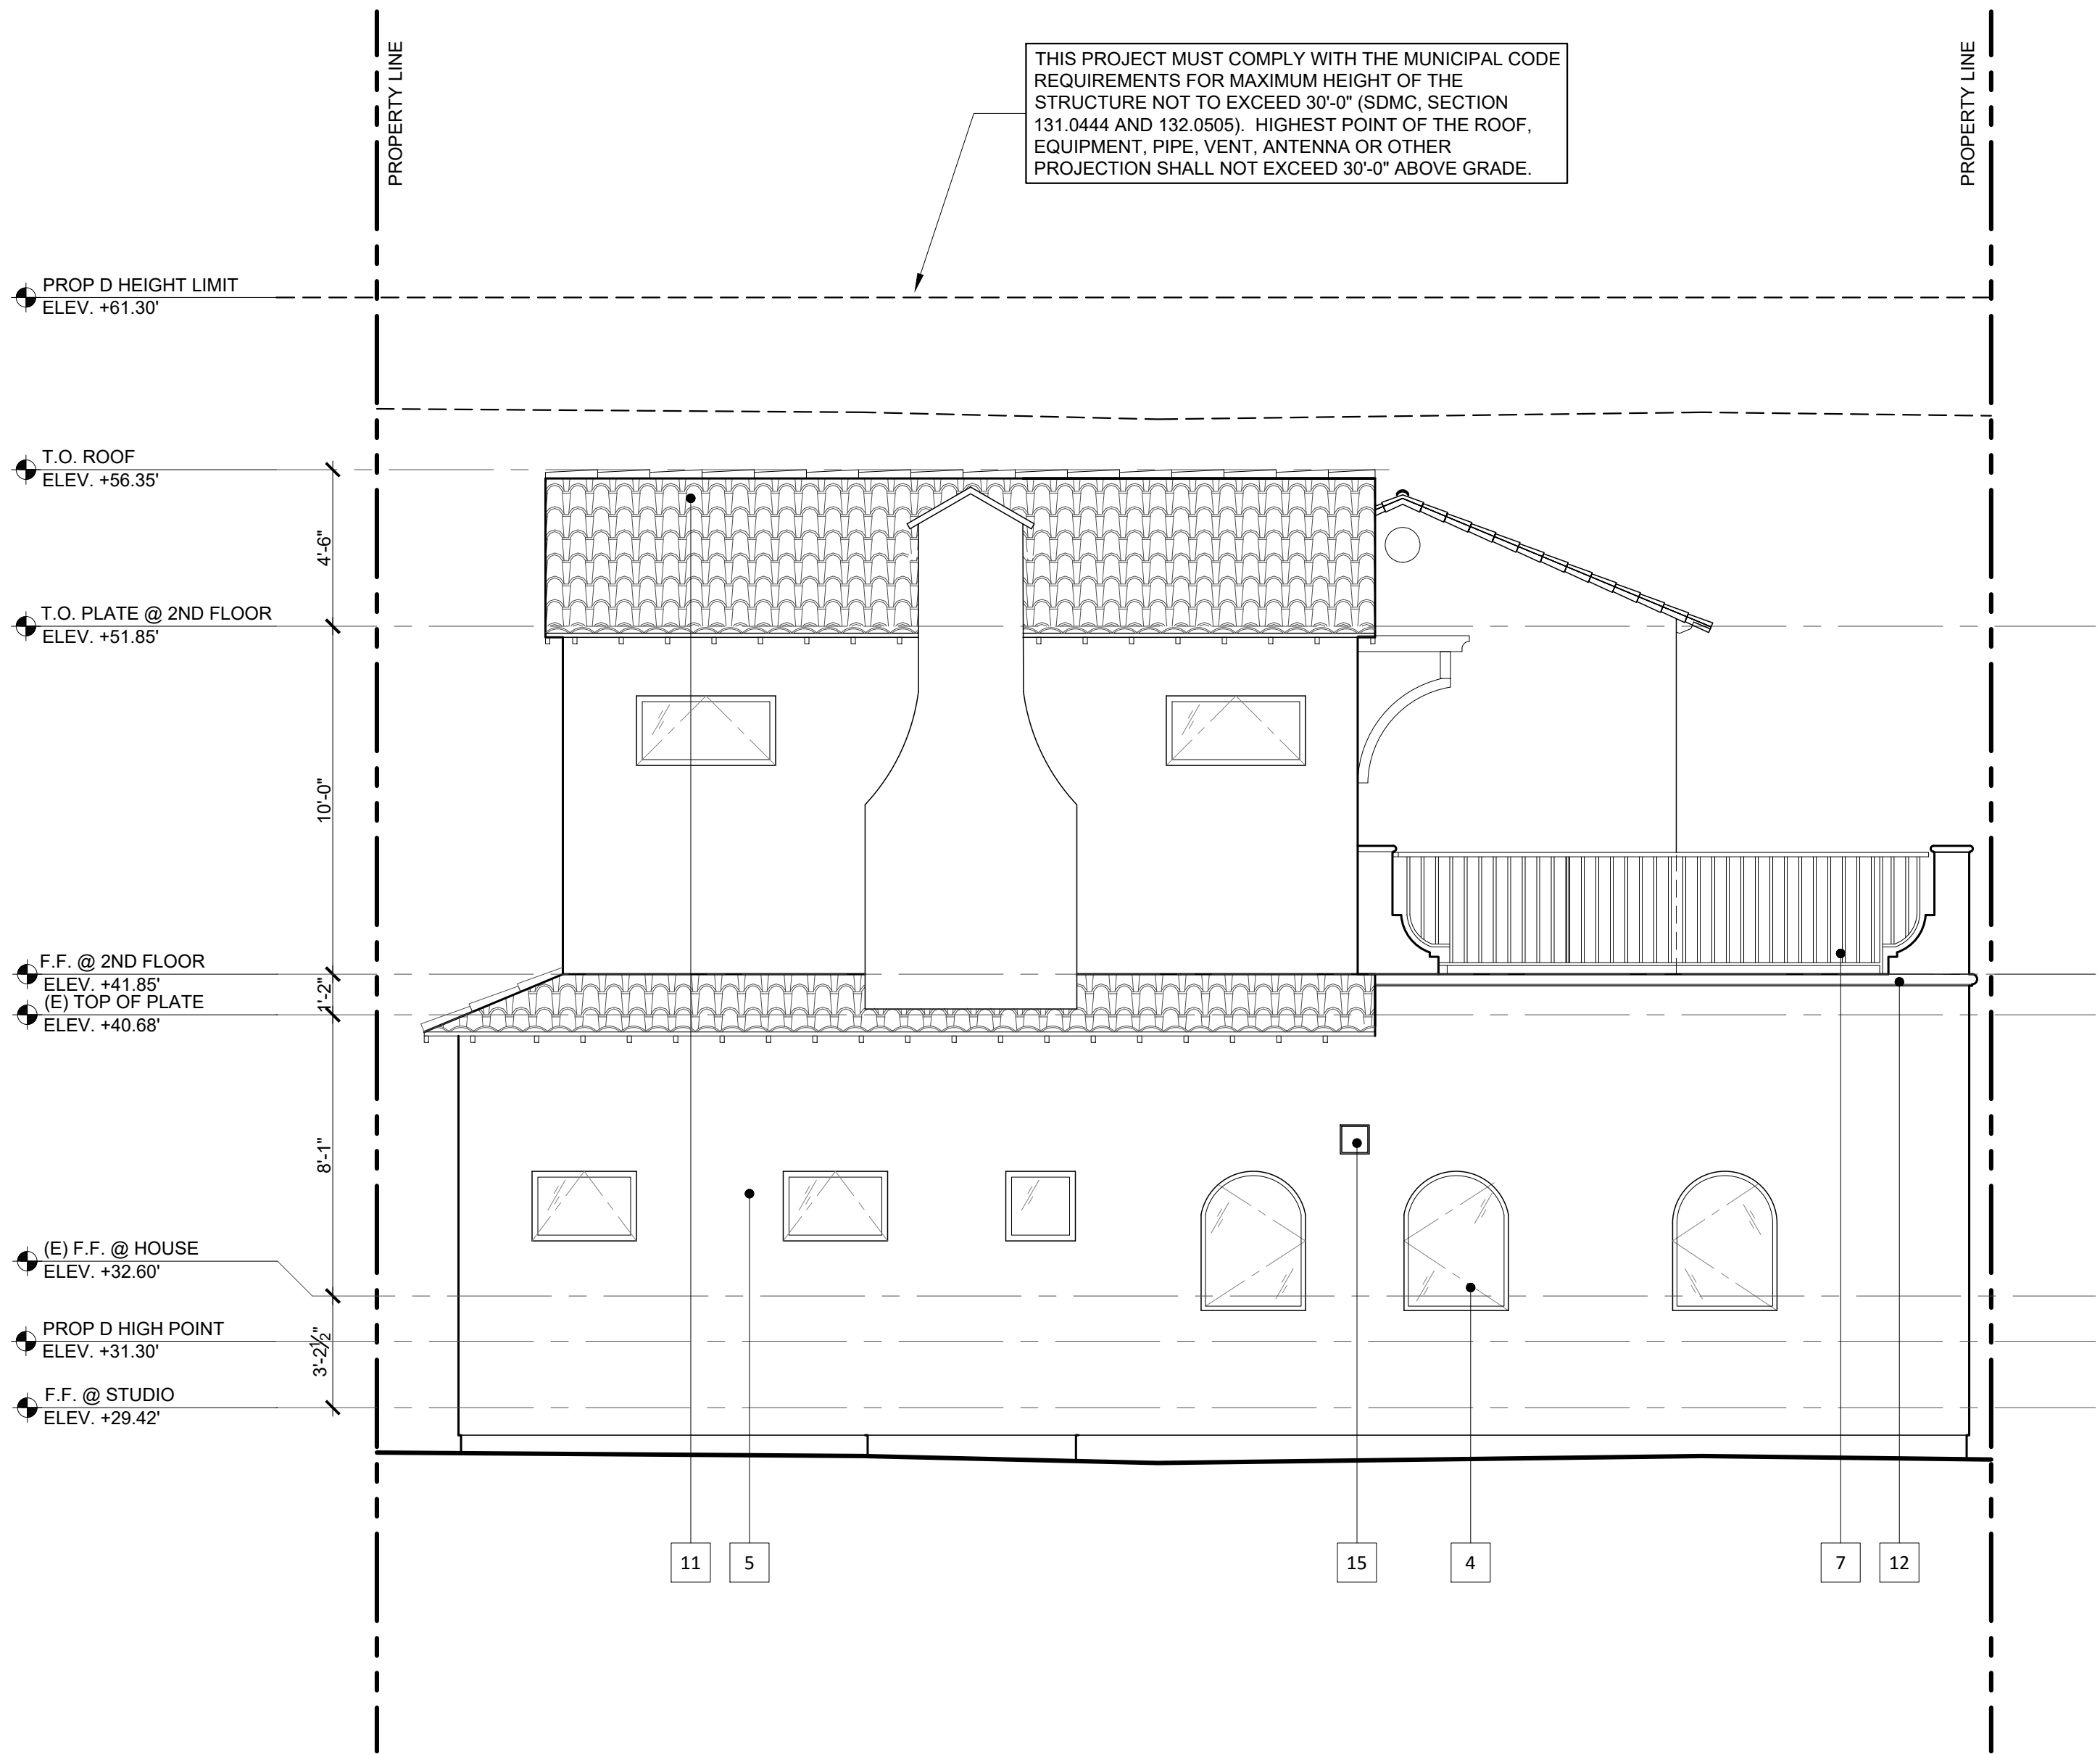 PROPERTY LINE
THIS PROJECT MUST COMPLY WITH THE MUNICIPAL CODE
REQUIREMENTS FOR MAXIMUM HEIGHT OF THE
STRUCTURE NOT TO EXCEED 30'-0" (SDMC, SECTION
131.0444 AND 132.0505).  HIGHEST POINT OF THE ROOF,
EQUIPMENT, PIPE, VENT, ANTENNA OR OTHER
PROJECTION SHALL NOT EXCEED 30'-0" ABOVE GRADE.
PROPERTY LINE
PROP D HEIGHT LIMIT
ELEV. +61.30'
T.O. ROOF
ELEV. +56.35'
4'-6"
T.O. PLATE @ 2ND FLOOR
ELEV. +51.85'
10'-0"
F.F. @ 2ND FLOOR
ELEV. +41.85'
1'-2"
(E) TOP OF PLATE
ELEV. +40.68'
8'-1"
(E) F.F. @ HOUSE
ELEV. +32.60'
PROP D HIGH POINT
ELEV. +31.30'
3'-2½"
F.F. @ STUDIO
ELEV. +29.42'
11 5 15 4 7 12